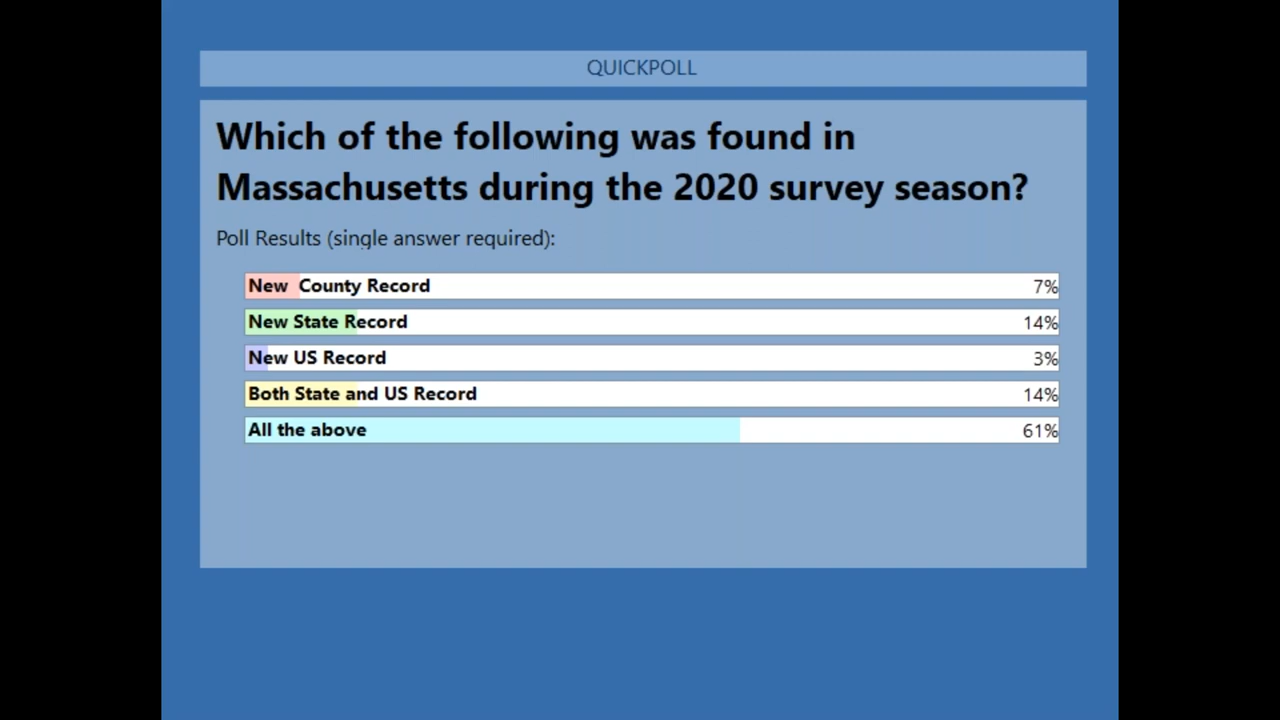 QUICKPOLL
Which of the following was found in
Massachusetts during the 2020 survey season?
Poll Results (single answer required):
New County Record 7%
New State Record 14%
New US Record 3%
Both State and US Record 14%
All the above 61%